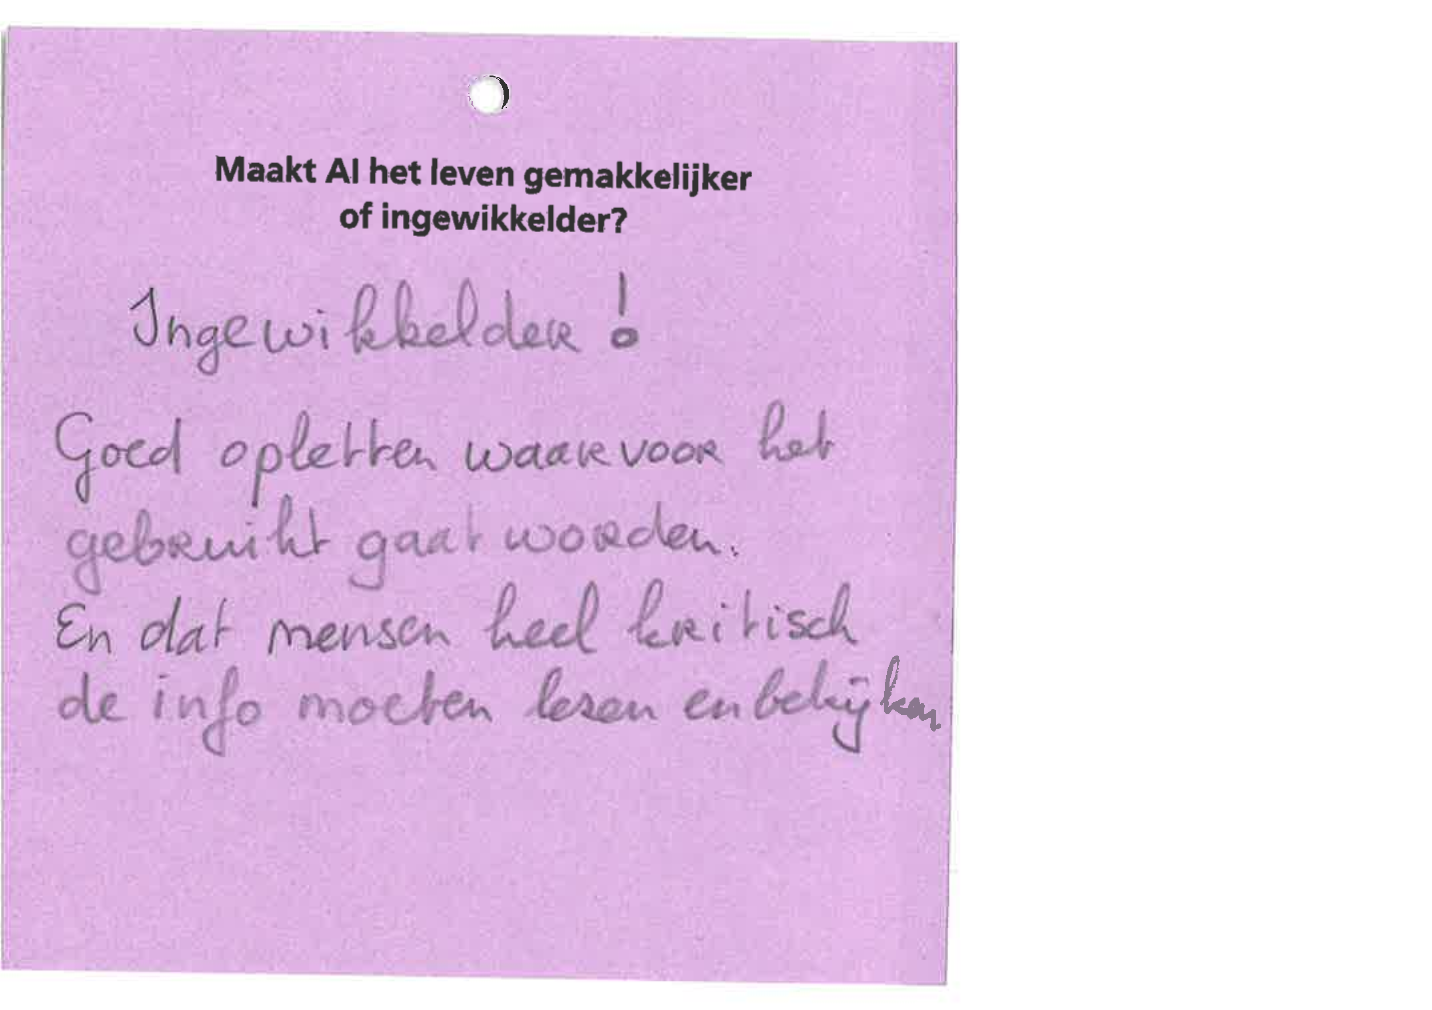 Maakt AI het leven gemakkelijker
of ingewikkelder?
Ingewikkelder!
Goed opletten waarvoor het
gebruikt gaat worden.
En dat mensen heel kritisch
de info moeten lezen en bekijken